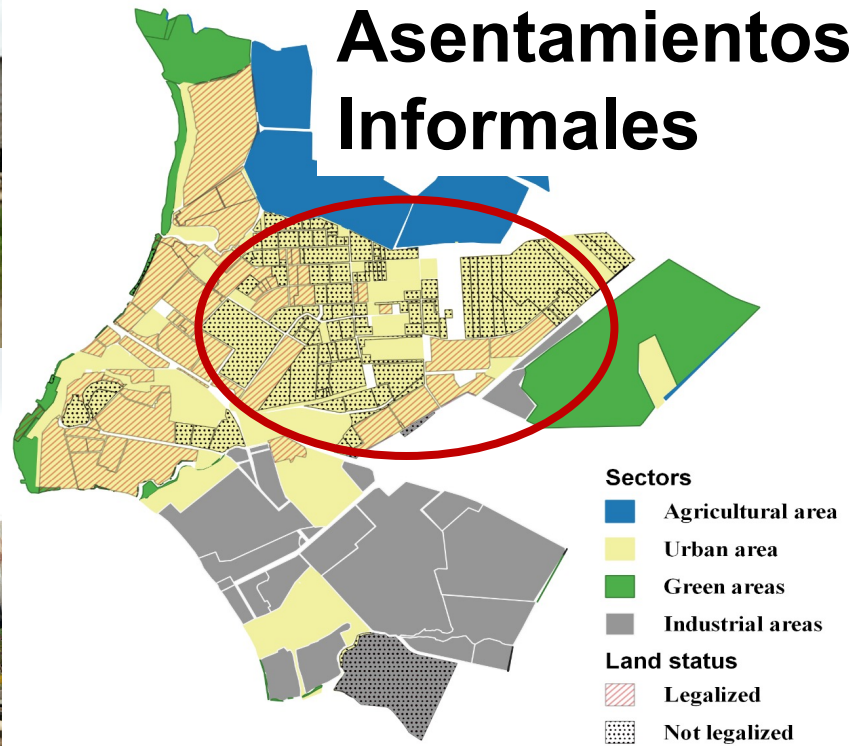 Asentamientos
Informales
Sectors
Agricultural area
Urban area
Green areas
Industrial areas
Land status
Legalized
Not legalized